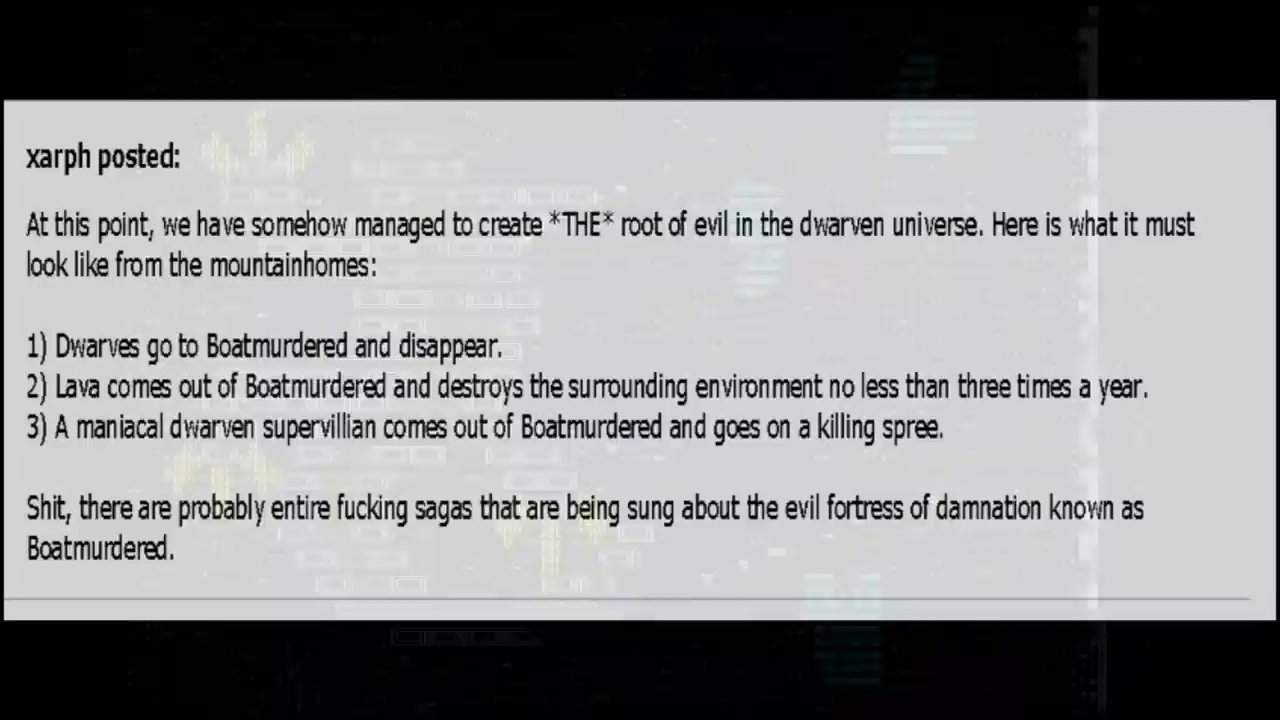 xarph posted:
At this point, we have somehow managed to create *THE* root of evil in the dwarven universe. Here is what it must
look like from the mountainhomes:
1) Dwarves go to Boatmurdered and disappear.
2) Lava comes out of Boatmurdered and destroys the surrounding environment no less than three times a year.
3) A maniacal dwarven supervillian comes out of Boatmurdered and goes on a killing spree.
Shit, there are probably entire fucking sagas that are being sung about the evil fortress of damnation known as
Boatmurdered.